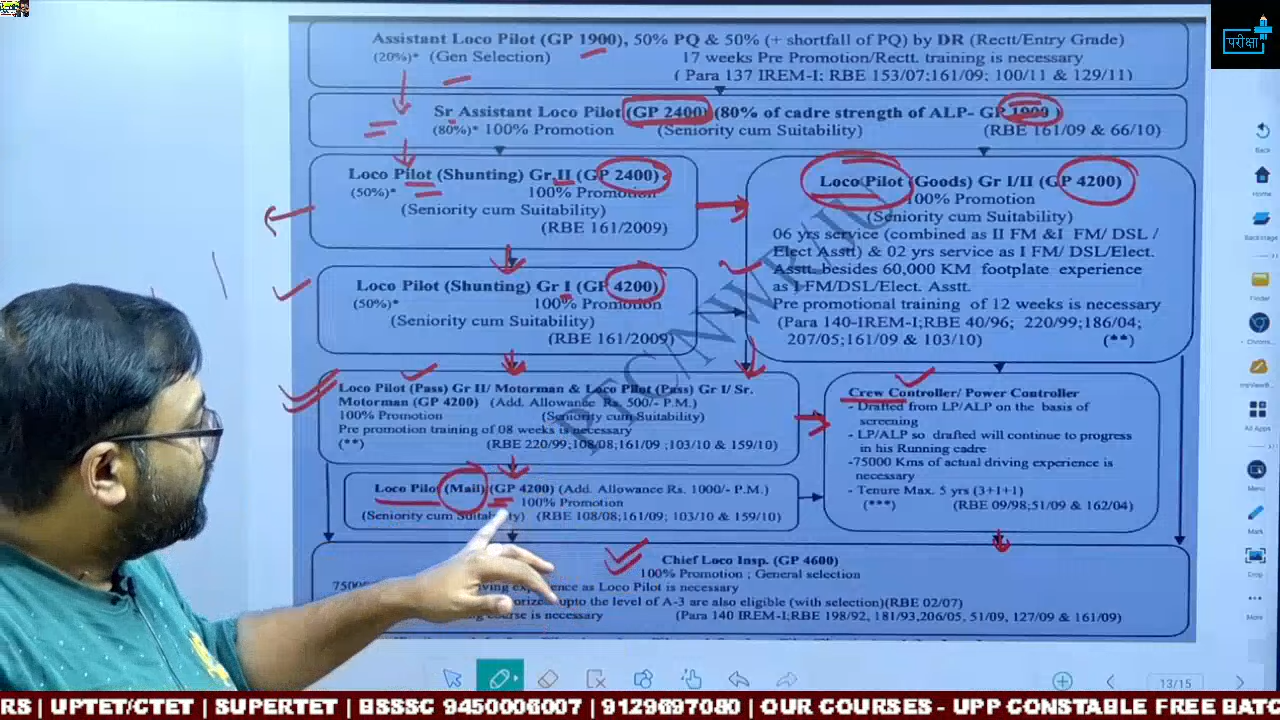 परीक्षा
Assistant Loco Pilot (GP 1900), 50% PQ & 50% (+ shortfall of PQ) by DR (Rectt/Entry Grade)
(20%)* (Gen Selection) 17 weeks Pre Promotion/Rectt. training is necessary
( Para 137 IREM-I; RBE 153/07;161/09; 100/11 & 129/11)
Sr Assistant Loco Pilot (GP 2400) (80% of cadre strength of ALP- GP 1900 )
(80%)* 100% Promotion (Seniority cum Suitability) (RBE 161/09 & 66/10)
Loco Pilot (Shunting) Gr.II (GP 2400)
(50%)* 100% Promotion
(Seniority cum Suitability)
(RBE 161/2009)
Loco Pilot (Goods) Gr I/II (GP 4200)
100% Promotion
(Seniority cum Suitability)
06 yrs service (combined as II FM &I FM/ DSL /
Elect Asstt) & 02 yrs service as I FM/ DSL/Elect.
Asstt. besides 60,000 KM footplate experience
as I FM/DSL/Elect. Asstt.
Pre promotional training of 12 weeks is necessary
(Para 140-IREM-I;RBE 40/96; 220/99;186/04;
207/05;161/09 & 103/10) (**)
Loco Pilot (Shunting) Gr I (GP 4200)
(50%)* 100% Promotion
(Seniority cum Suitability)
(RBE 161/2009)
Loco Pilot (Pass) Gr II/ Motorman & Loco Pilot (Pass) Gr I/ Sr.
Motorman (GP 4200) (Add. Allowance Rs. 500/- P.M.)
100% Promotion (Seniority cum Suitability)
Pre promotion training of 08 weeks is necessary
(**) (RBE 220/99;108/08;161/09 ;103/10 & 159/10)
Crew Controller/ Power Controller
- Drafted from LP/ALP on the basis of
screening
- LP/ALP so drafted will continue to progress
in his Running cadre
-75000 Kms of actual driving experience is
necessary
- Tenure Max. 5 yrs (3+1+1)
(***) (RBE 09/98;51/09 & 162/04)
Loco Pilot (Mail) (GP 4200) (Add. Allowance Rs. 1000/- P.M.)
100% Promotion
(Seniority cum Suitability) (RBE 108/08;161/09; 103/10 & 159/10)
Chief Loco Insp. (GP 4600)
100% Promotion ; General selection
as Loco Pilot is necessary
upto the level of A-3 are also eligible (with selection)(RBE 02/07)
course is necessary (Para 140 IREM-I;RBE 198/92, 181/93,206/05, 51/09, 127/09 & 161/09)
Back
Home
Backstage
Finder
All Apps
Menu
Mark
Crop
More
13/15
RS | UPTET/CTET | SUPERTET | BSSSC 9450006007 | 9129697080 | OUR COURSES - UPP CONSTABLE FREE BATC